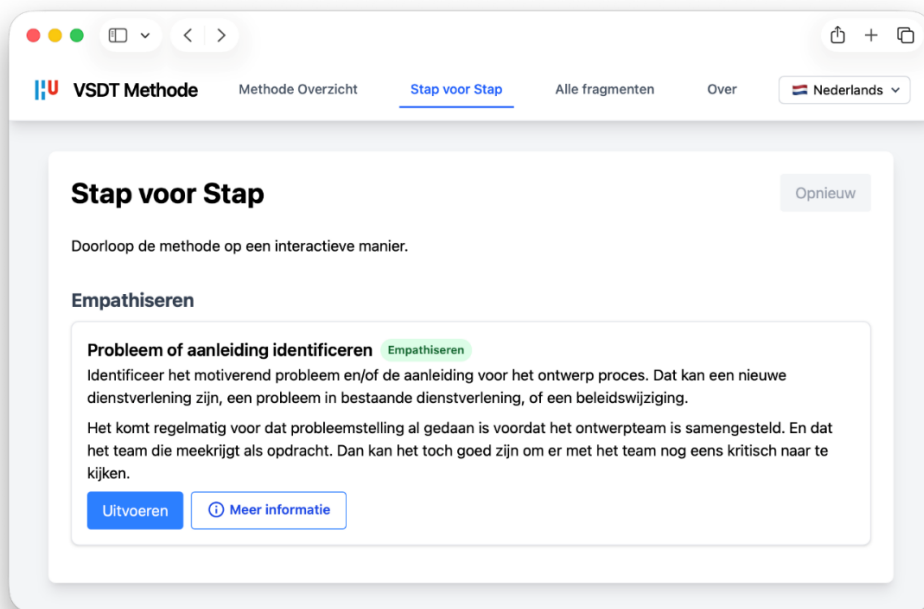 VSDT Methode
Methode Overzicht
Stap voor Stap
Alle fragmenten
Over
Nederlands
Stap voor Stap
Opnieuw
Doorloop de methode op een interactieve manier.
Empathiseren
Probleem of aanleiding identificeren Empathiseren
Identificeer het motiverend probleem en/of de aanleiding voor het ontwerp proces. Dat kan een nieuwe
dienstverlening zijn, een probleem in bestaande dienstverlening, of een beleidswijziging.
Het komt regelmatig voor dat probleemstelling al gedaan is voordat het ontwerpteam is samengesteld. En dat
het team die meekrijgt als opdracht. Dan kan het toch goed zijn om er met het team nog eens kritisch naar te
kijken.
Uitvoeren
Meer informatie